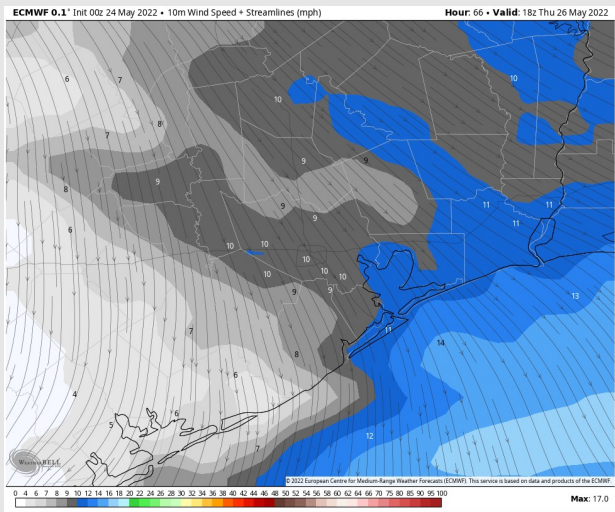 ECMWF 0.1° Init 00z 24 May 2022 • 10m Wind Speed + Streamlines (mph) Hour: 66 • Valid: 18z Thu 26 May 2022
6 7 10 10
8
7
9 9
8 9
9 11 11
9 11
6
10 10
10
10 10 10
9 9 13
7 11
14
8
6
4
6
5
12
7
WeatherBELL
© 2022 European Centre for Medium-Range Weather Forecasts (ECMWF). This service is based on data and products of the ECMWF.
0 4 6 7 8 9 10 12 14 16 18 20 22 24 26 28 30 32 34 36 38 40 42 44 46 48 50 52 54 56 58 60 62 64 66 68 70 75 80 85 90 95 100
Max: 17.0